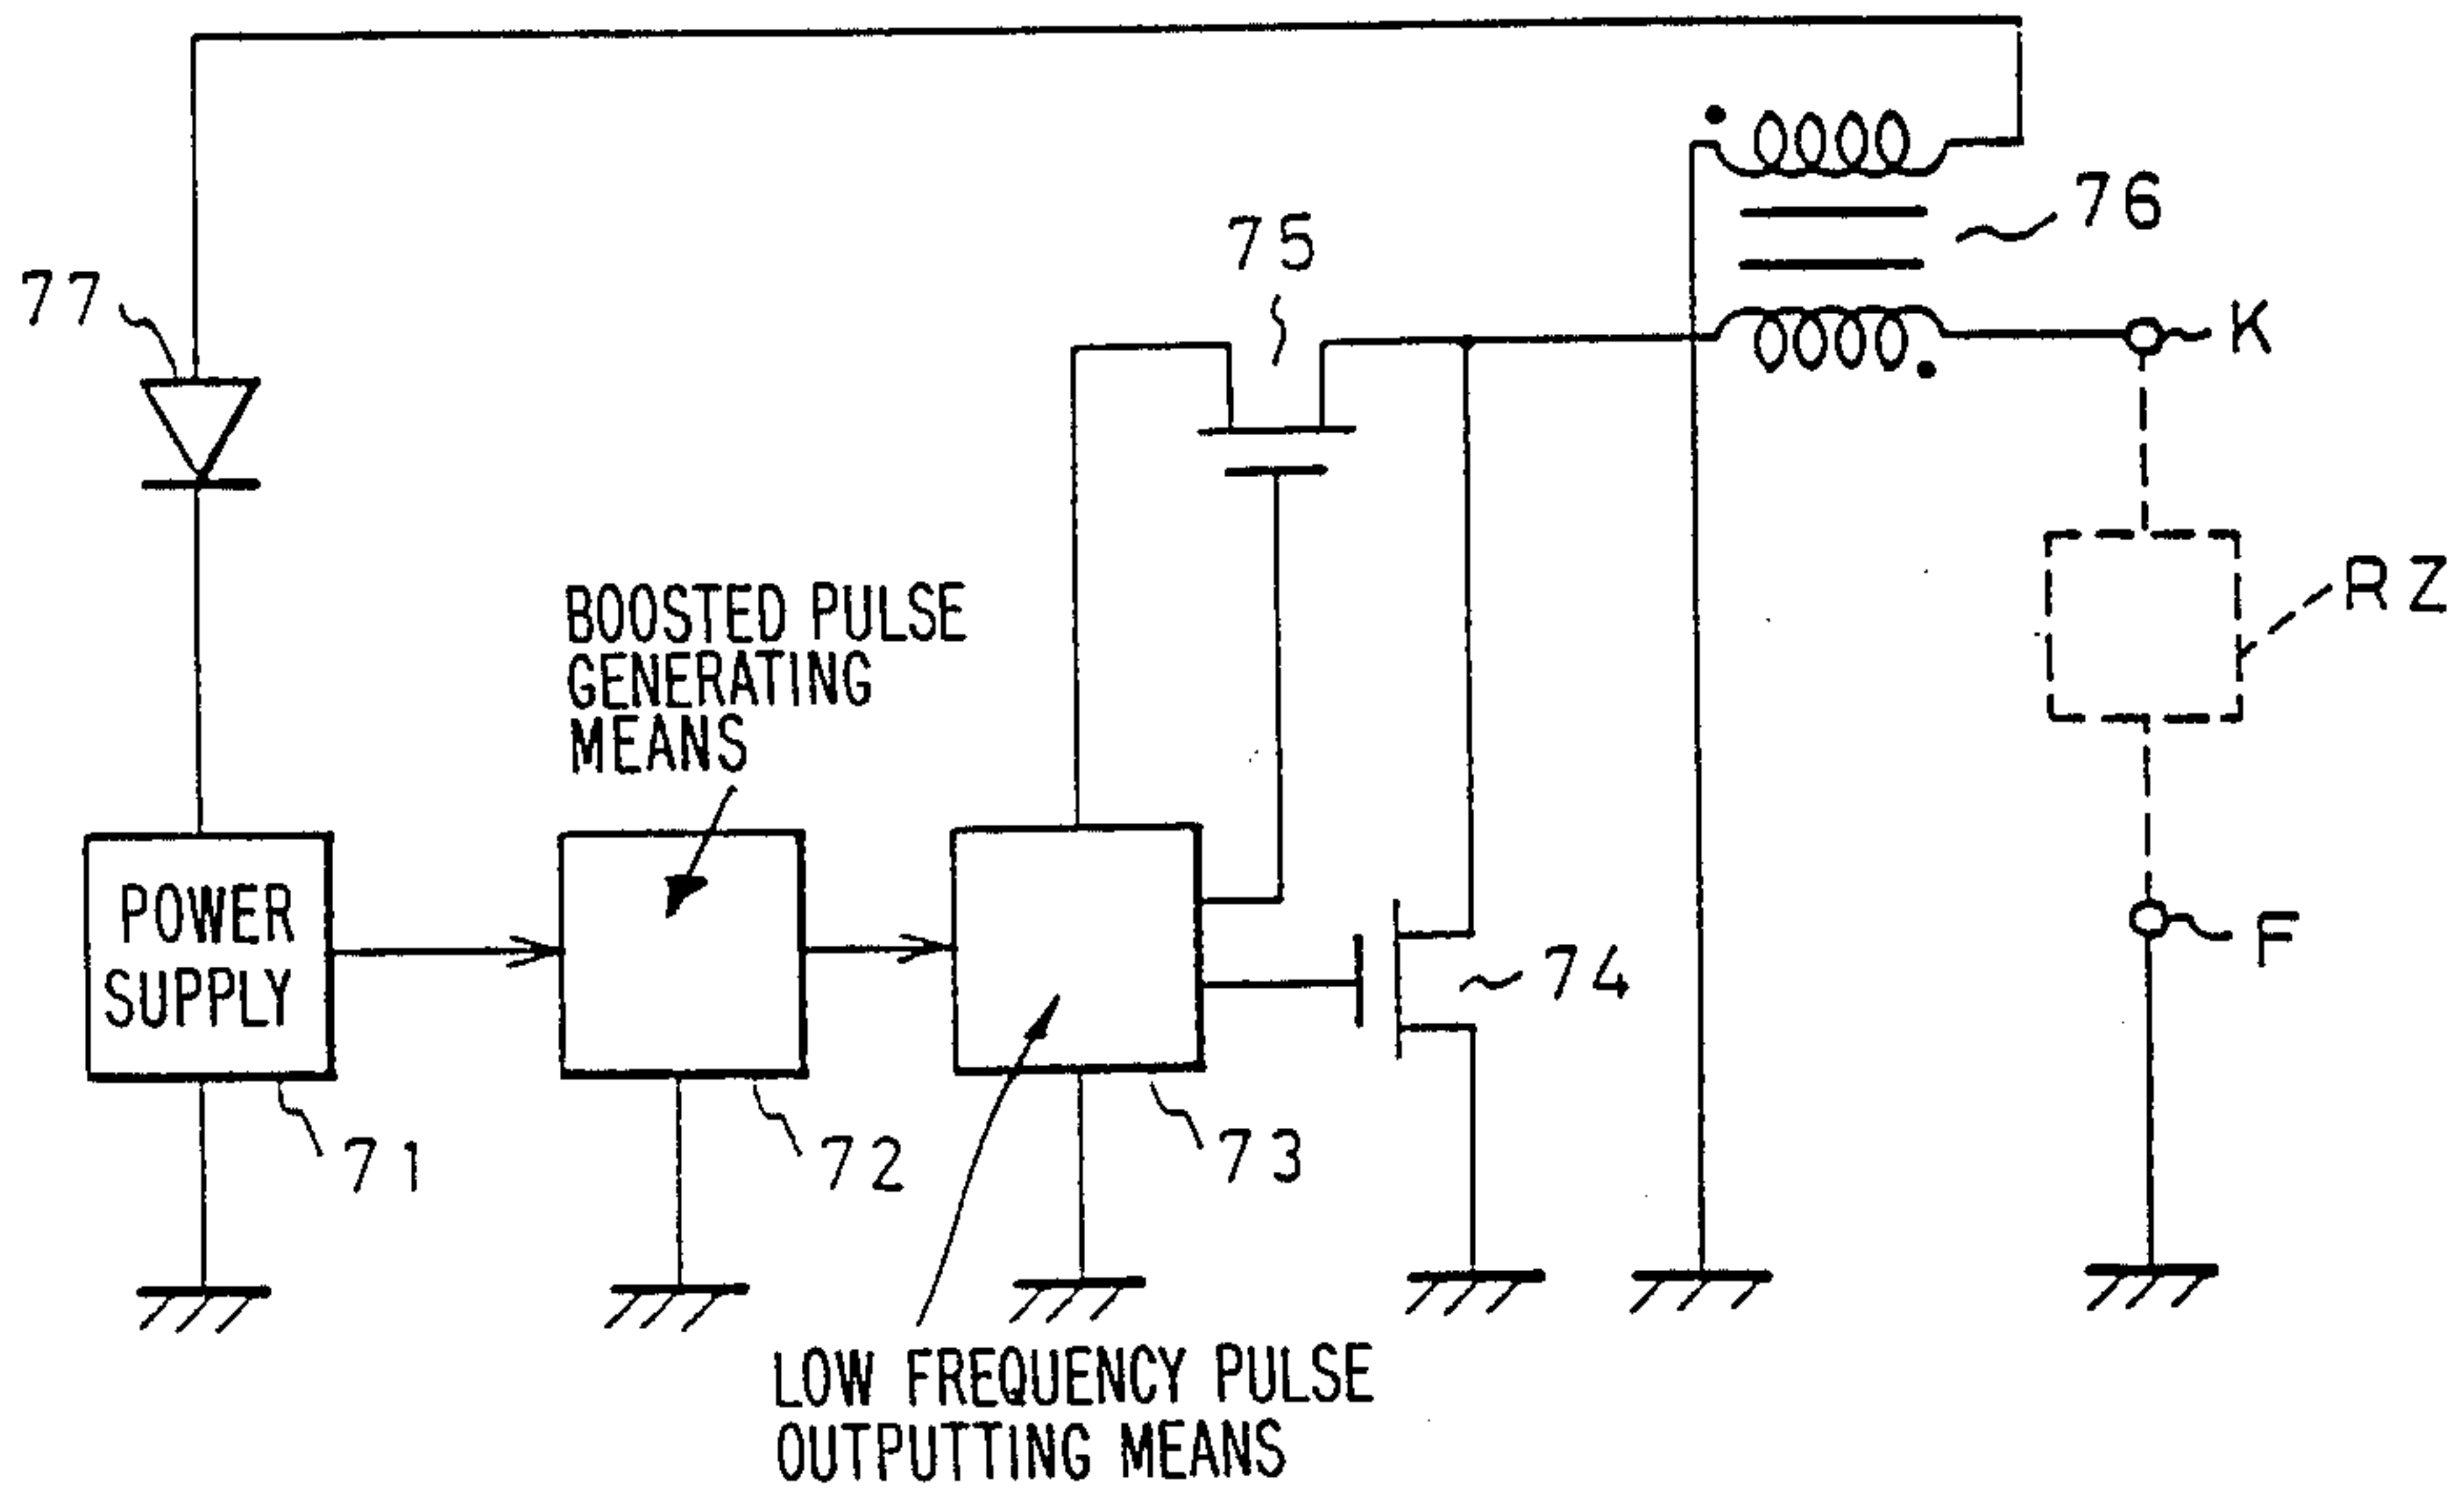 76
75
77
K
RZ
BOOSTED PULSE
GENERATING
MEANS
POWER
SUPPLY
F
74
71
72
73
LOW FREQUENCY PULSE
OUTPUTTING MEANS